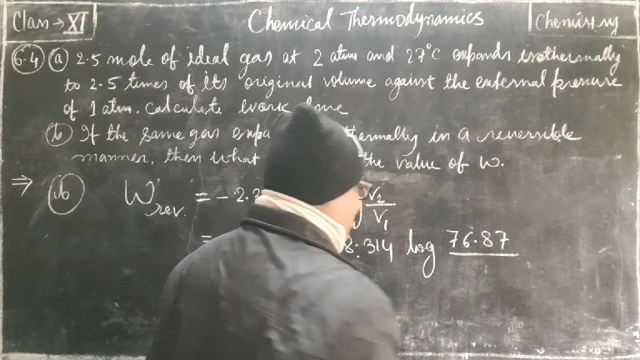 Class → XI
Chemical Thermodynamics
Chemistry
6.4 (a) 2.5 mole of ideal gas at 2 atm and 27°C expands isothermally
to 2.5 times of its original volume against the external pressure
of 1 atm. Calculate work done
(b) If the same gas isothermally in a reversible
manner, then what the value of W.
⇒ (b) W rev. = - 2. V₂/V₁
= 8.314 log 76.87